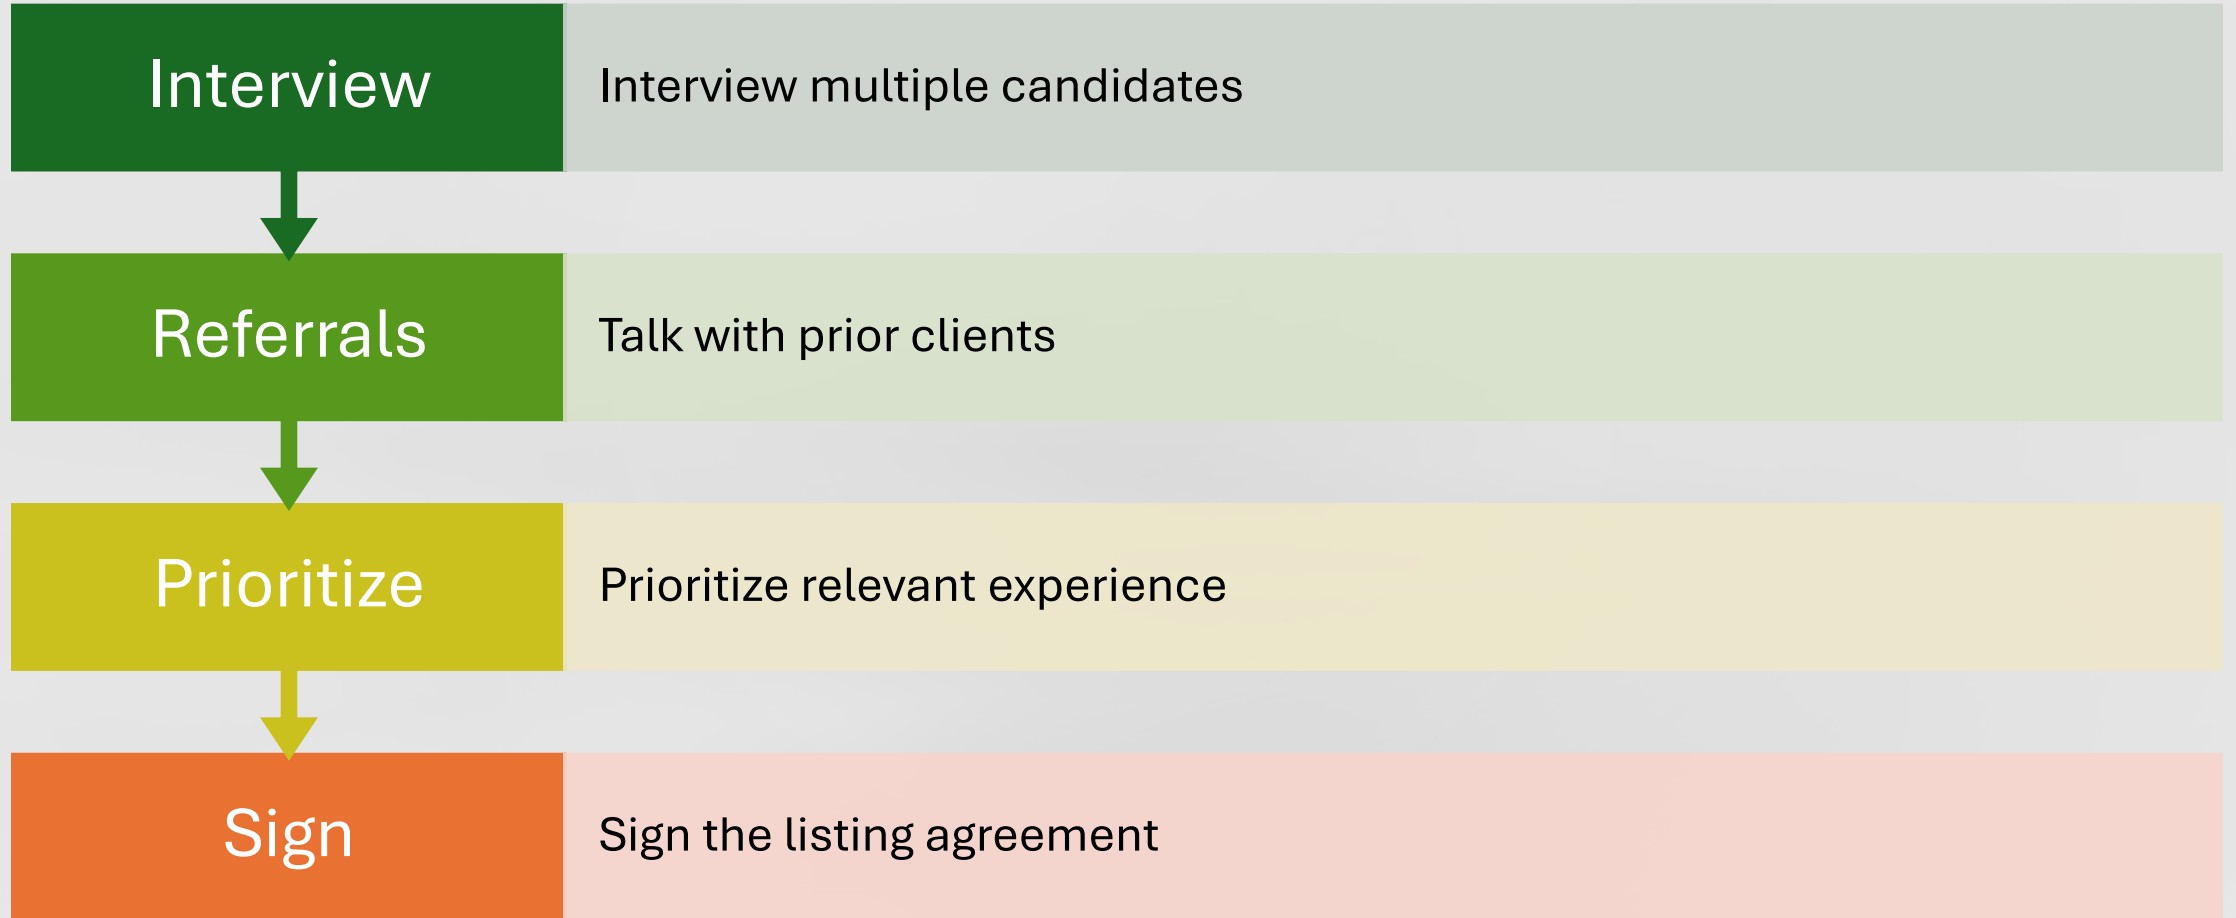 Interview
Interview multiple candidates
Referrals
Talk with prior clients
Prioritize
Prioritize relevant experience
Sign
Sign the listing agreement